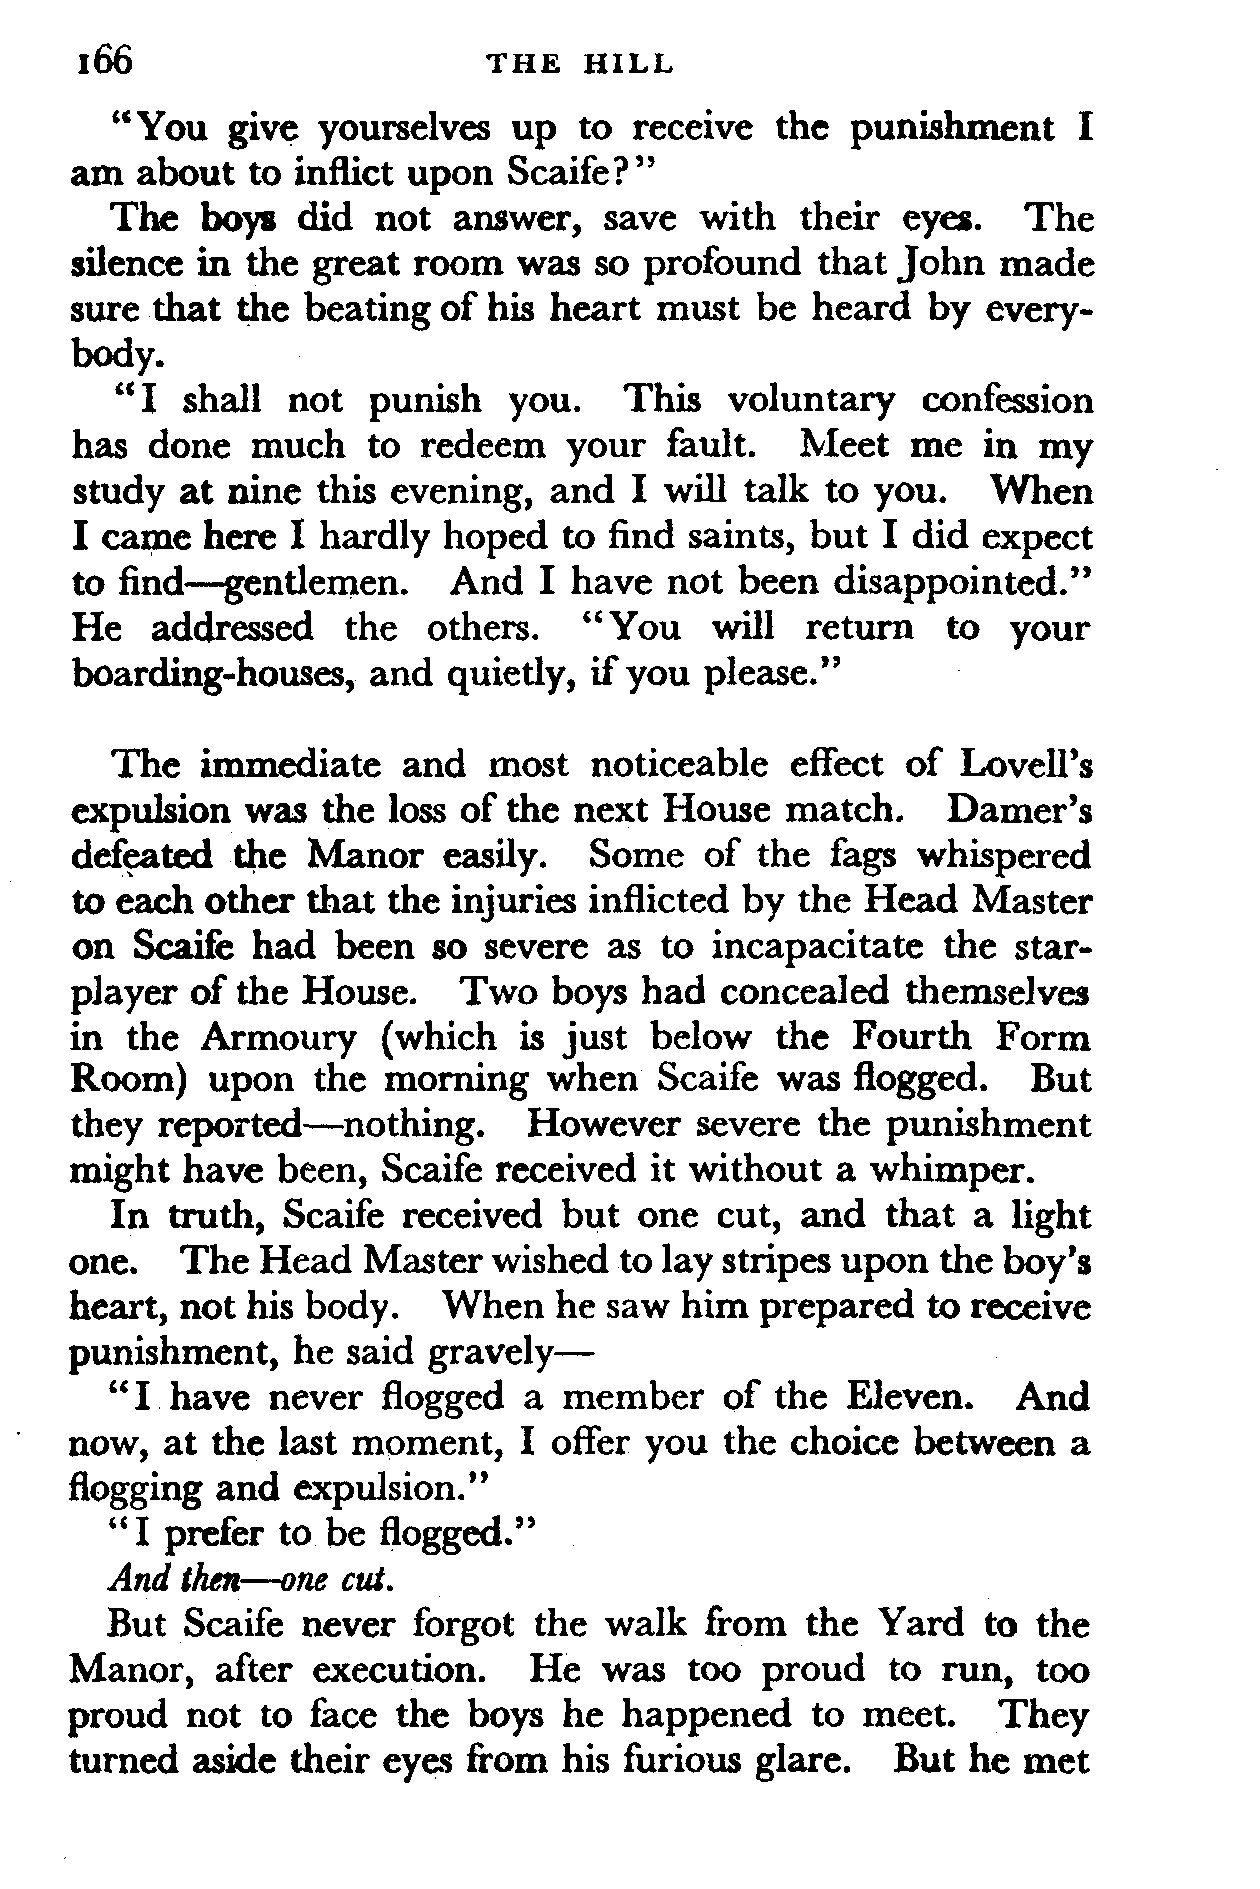 166 THE HILL
"You give yourselves up to receive the punishment I
am about to inflict upon Scaife?"
The boys did not answer, save with their eyes. The
silence in the great room was so profound that John made
sure that the beating of his heart must be heard by every-
body.
"I shall not punish you. This voluntary confession
has done much to redeem your fault. Meet me in my
study at nine this evening, and I will talk to you. When
I came here I hardly hoped to find saints, but I did expect
to find—gentlemen. And I have not been disappointed."
He addressed the others. "You will return to your
boarding-houses, and quietly, if you please."
The immediate and most noticeable effect of Lovell's
expulsion was the loss of the next House match. Damer's
defeated the Manor easily. Some of the fags whispered
to each other that the injuries inflicted by the Head Master
on Scaife had been so severe as to incapacitate the star-
player of the House. Two boys had concealed themselves
in the Armoury (which is just below the Fourth Form
Room) upon the morning when Scaife was flogged. But
they reported—nothing. However severe the punishment
might have been, Scaife received it without a whimper.
In truth, Scaife received but one cut, and that a light
one. The Head Master wished to lay stripes upon the boy's
heart, not his body. When he saw him prepared to receive
punishment, he said gravely—
"I have never flogged a member of the Eleven. And
now, at the last moment, I offer you the choice between a
flogging and expulsion."
"I prefer to be flogged."
And then—one cut.
But Scaife never forgot the walk from the Yard to the
Manor, after execution. He was too proud to run, too
proud not to face the boys he happened to meet. They
turned aside their eyes from his furious glare. But he met